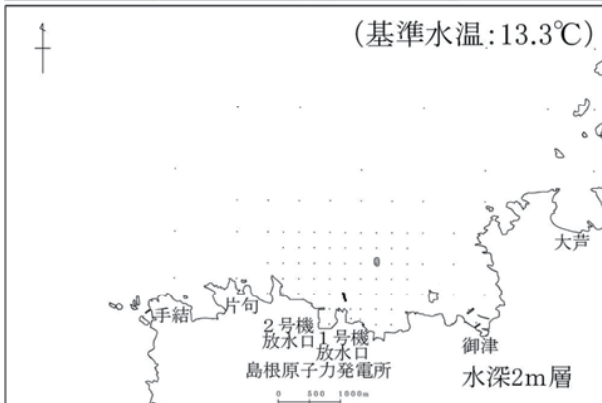 (基準水温:13.3℃)
大芦
手結
片句
2号機
放水口
1号機
放水口
御津
島根原子力発電所
水深2m層
0 500 1000m